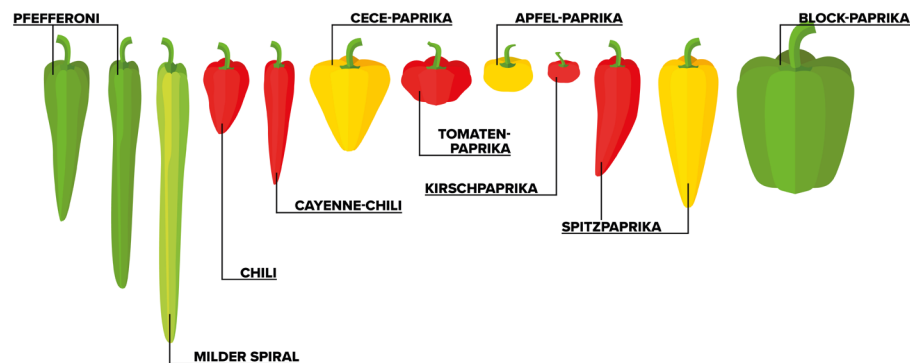 PFEFFERONI
CECE-PAPRIKA
APFEL-PAPRIKA
BLOCK-PAPRIKA
TOMATEN-
PAPRIKA
KIRSCHPAPRIKA
CAYENNE-CHILI
SPITZPAPRIKA
CHILI
MILDER SPIRAL